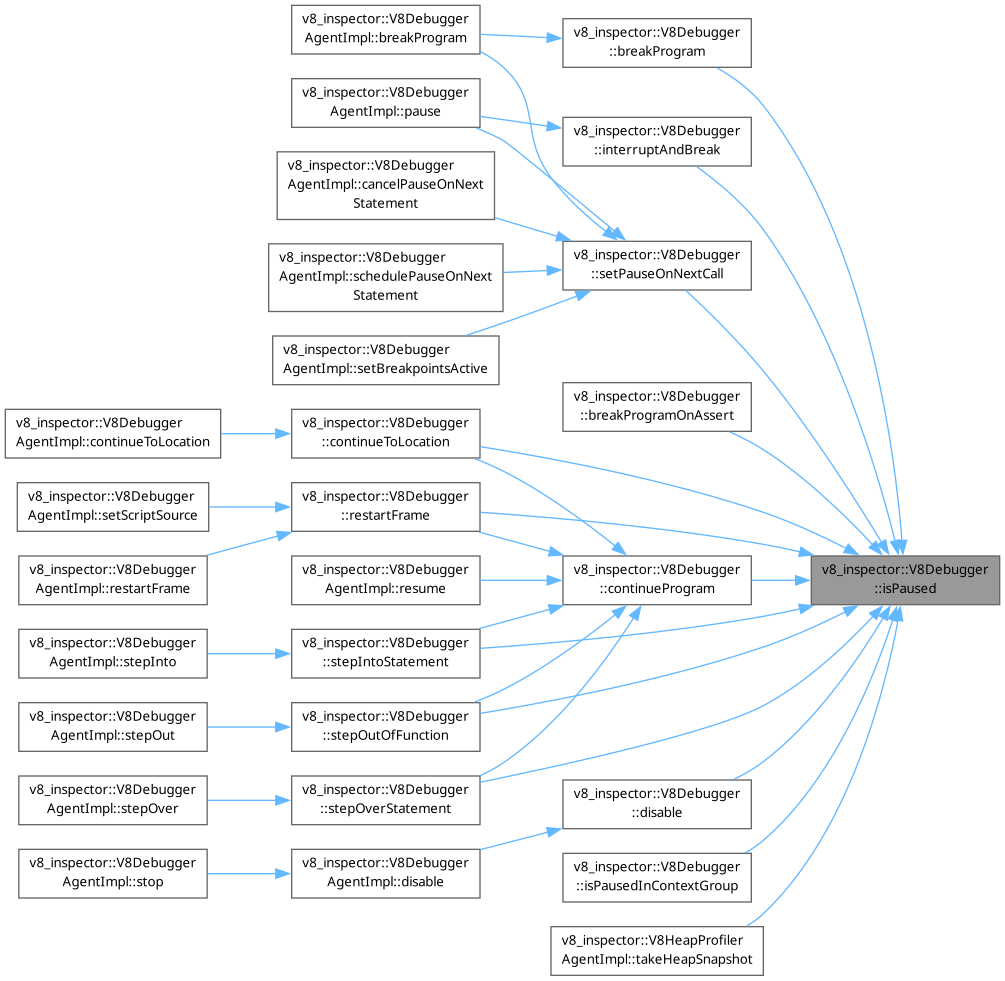 v8_inspector::V8Debugger
AgentImpl::breakProgram
v8_inspector::V8Debugger
::breakProgram
v8_inspector::V8Debugger
AgentImpl::pause
v8_inspector::V8Debugger
::interruptAndBreak
v8_inspector::V8Debugger
AgentImpl::cancelPauseOnNext
Statement
v8_inspector::V8Debugger
AgentImpl::schedulePauseOnNext
Statement
v8_inspector::V8Debugger
::setPauseOnNextCall
v8_inspector::V8Debugger
AgentImpl::setBreakpointsActive
v8_inspector::V8Debugger
::breakProgramOnAssert
v8_inspector::V8Debugger
AgentImpl::continueToLocation
v8_inspector::V8Debugger
::continueToLocation
v8_inspector::V8Debugger
AgentImpl::setScriptSource
v8_inspector::V8Debugger
::restartFrame
v8_inspector::V8Debugger
AgentImpl::restartFrame
v8_inspector::V8Debugger
AgentImpl::resume
v8_inspector::V8Debugger
::continueProgram
v8_inspector::V8Debugger
::isPaused
v8_inspector::V8Debugger
AgentImpl::stepInto
v8_inspector::V8Debugger
::stepIntoStatement
v8_inspector::V8Debugger
AgentImpl::stepOut
v8_inspector::V8Debugger
::stepOutOfFunction
v8_inspector::V8Debugger
AgentImpl::stepOver
v8_inspector::V8Debugger
::stepOverStatement
v8_inspector::V8Debugger
::disable
v8_inspector::V8Debugger
AgentImpl::stop
v8_inspector::V8Debugger
AgentImpl::disable
v8_inspector::V8Debugger
::isPausedInContextGroup
v8_inspector::V8HeapProfiler
AgentImpl::takeHeapSnapshot